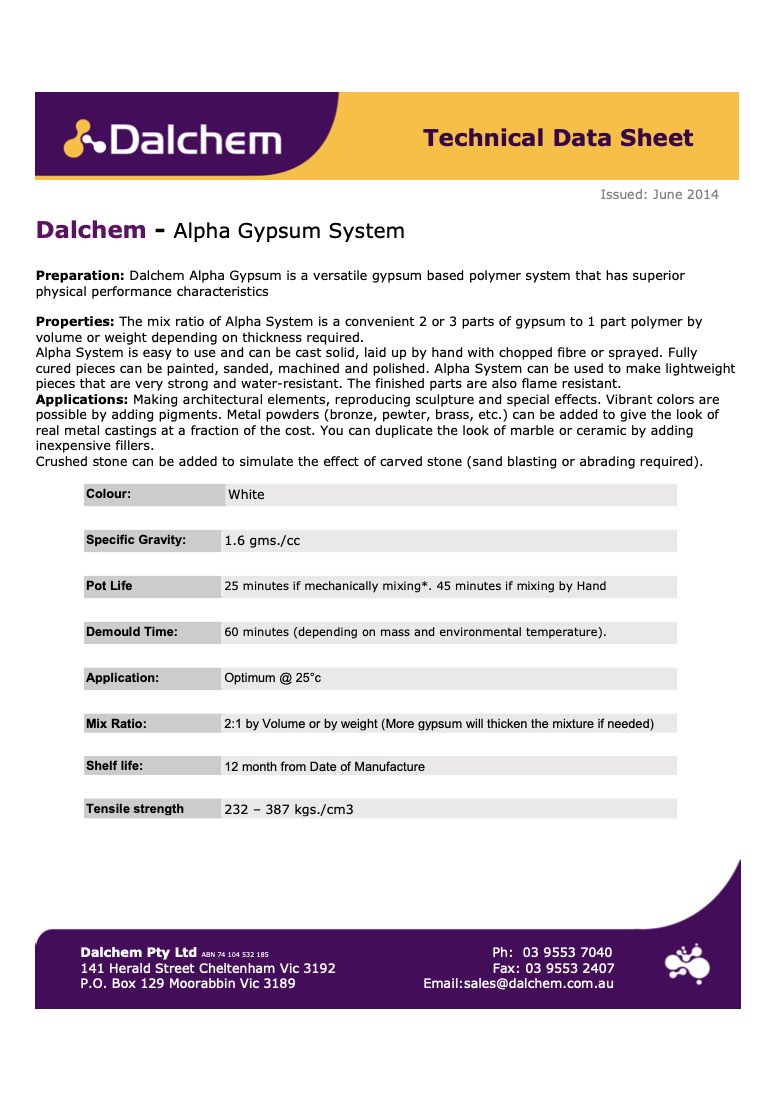 Dalchem
Technical Data Sheet
Issued: June 2014
Dalchem - Alpha Gypsum System
Preparation: Dalchem Alpha Gypsum is a versatile gypsum based polymer system that has superior
physical performance characteristics
Properties: The mix ratio of Alpha System is a convenient 2 or 3 parts of gypsum to 1 part polymer by
volume or weight depending on thickness required.
Alpha System is easy to use and can be cast solid, laid up by hand with chopped fibre or sprayed. Fully
cured pieces can be painted, sanded, machined and polished. Alpha System can be used to make lightweight
pieces that are very strong and water-resistant. The finished parts are also flame resistant.
Applications: Making architectural elements, reproducing sculpture and special effects. Vibrant colors are
possible by adding pigments. Metal powders (bronze, pewter, brass, etc.) can be added to give the look of
real metal castings at a fraction of the cost. You can duplicate the look of marble or ceramic by adding
inexpensive fillers.
Crushed stone can be added to simulate the effect of carved stone (sand blasting or abrading required).
Colour: White
Specific Gravity: 1.6 gms./cc
Pot Life 25 minutes if mechanically mixing*. 45 minutes if mixing by Hand
Demould Time: 60 minutes (depending on mass and environmental temperature).
Application: Optimum @ 25°c
Mix Ratio: 2:1 by Volume or by weight (More gypsum will thicken the mixture if needed)
Shelf life: 12 month from Date of Manufacture
Tensile strength 232 – 387 kgs./cm3
Dalchem Pty Ltd ABN 74 104 532 185
141 Herald Street Cheltenham Vic 3192
P.O. Box 129 Moorabbin Vic 3189
Ph: 03 9553 7040
Fax: 03 9553 2407
Email:sales@dalchem.com.au